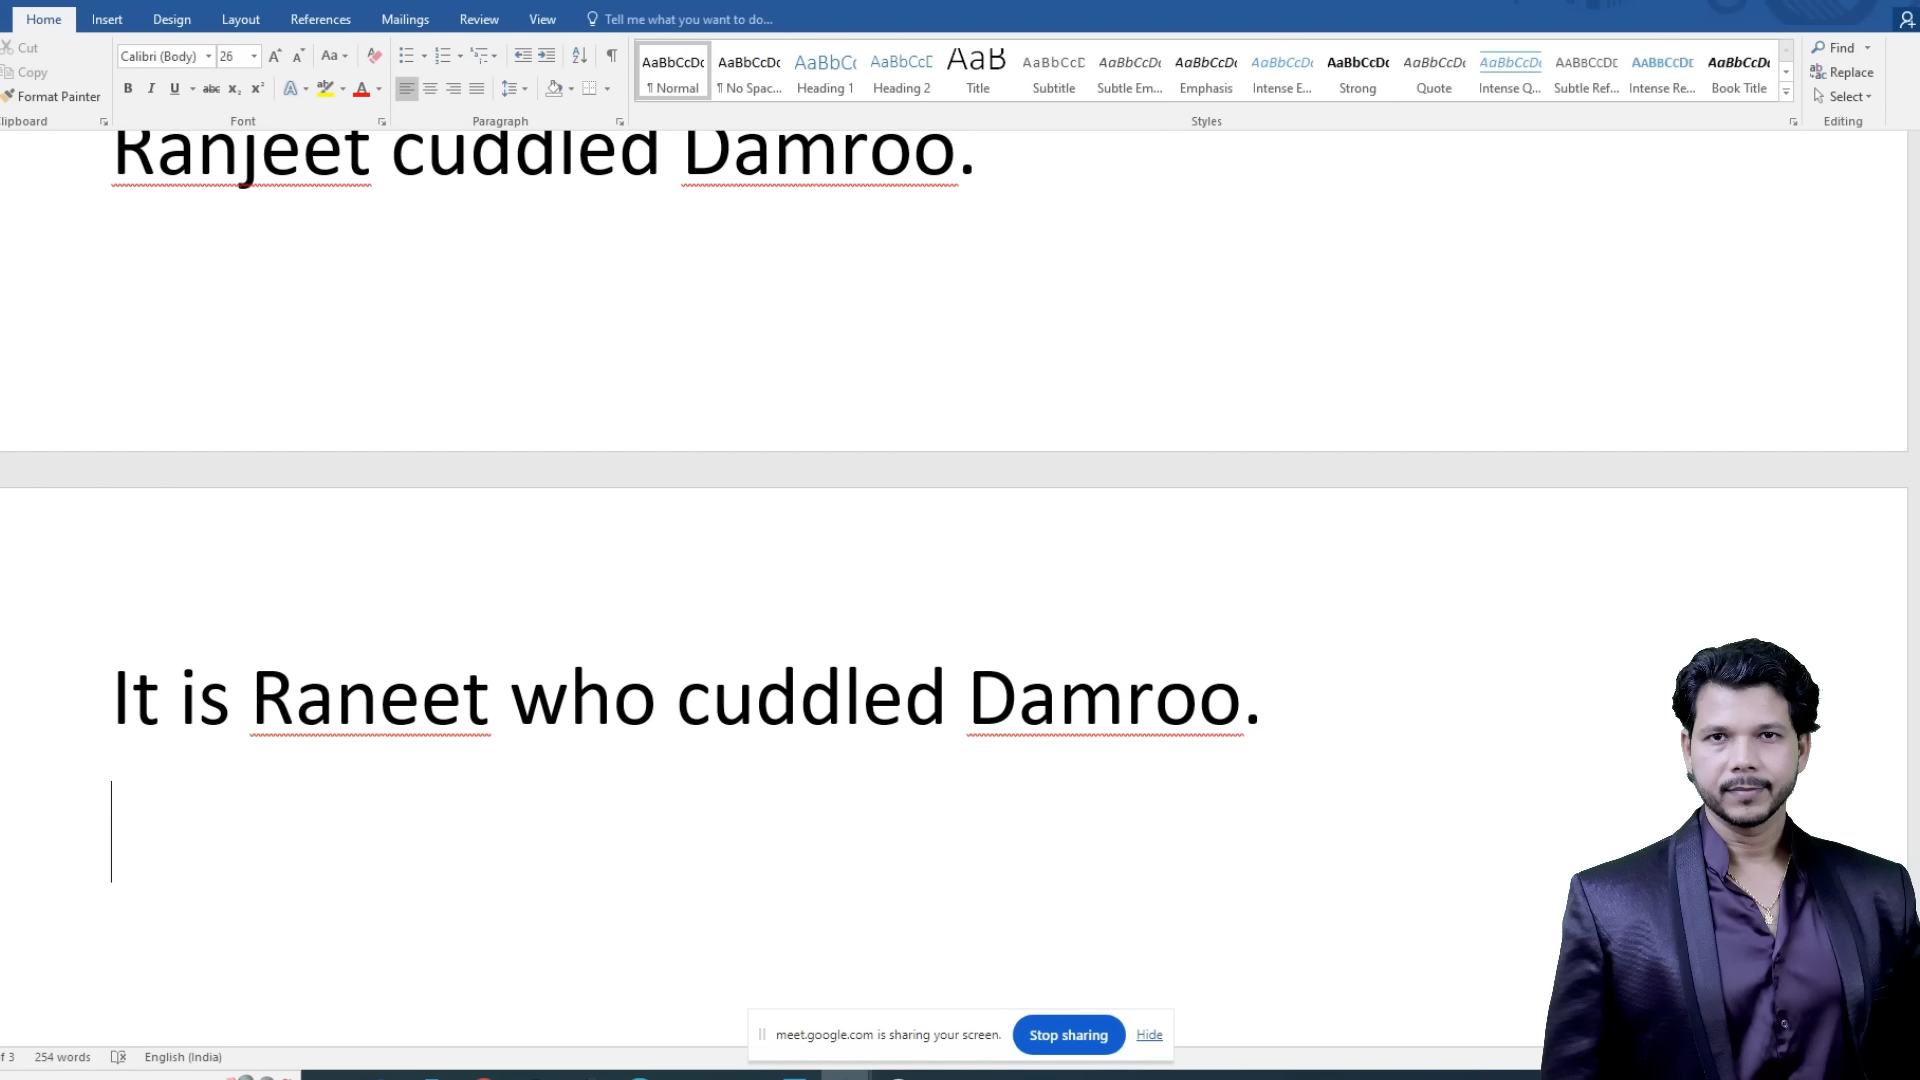 Home Insert Design Layout References Mailings Review View Tell me what you want to do...
Cut
Copy
Format Painter
lipboard
Calibri (Body) 26
Font
Paragraph
AaBbCcDc AaBbCcDc AaBbC( AaBbCcE AaB AaBbCcE AaBbCcDc AaBbCcDc AaBbCcDc AaBbCcDc AaBbCcDc AaBbCcDc AABBCCDE AABBCCDE AaBbCcDc
¶ Normal ¶ No Spac... Heading 1 Heading 2 Title Subtitle Subtle Em... Emphasis Intense E... Strong Quote Intense Q... Subtle Ref... Intense Re... Book Title
Styles
Find
Replace
Select
Editing
Ranjeet cuddled Damroo.
It is Raneet who cuddled Damroo.
meet.google.com is sharing your screen. Stop sharing Hide
f 3 254 words English (India)